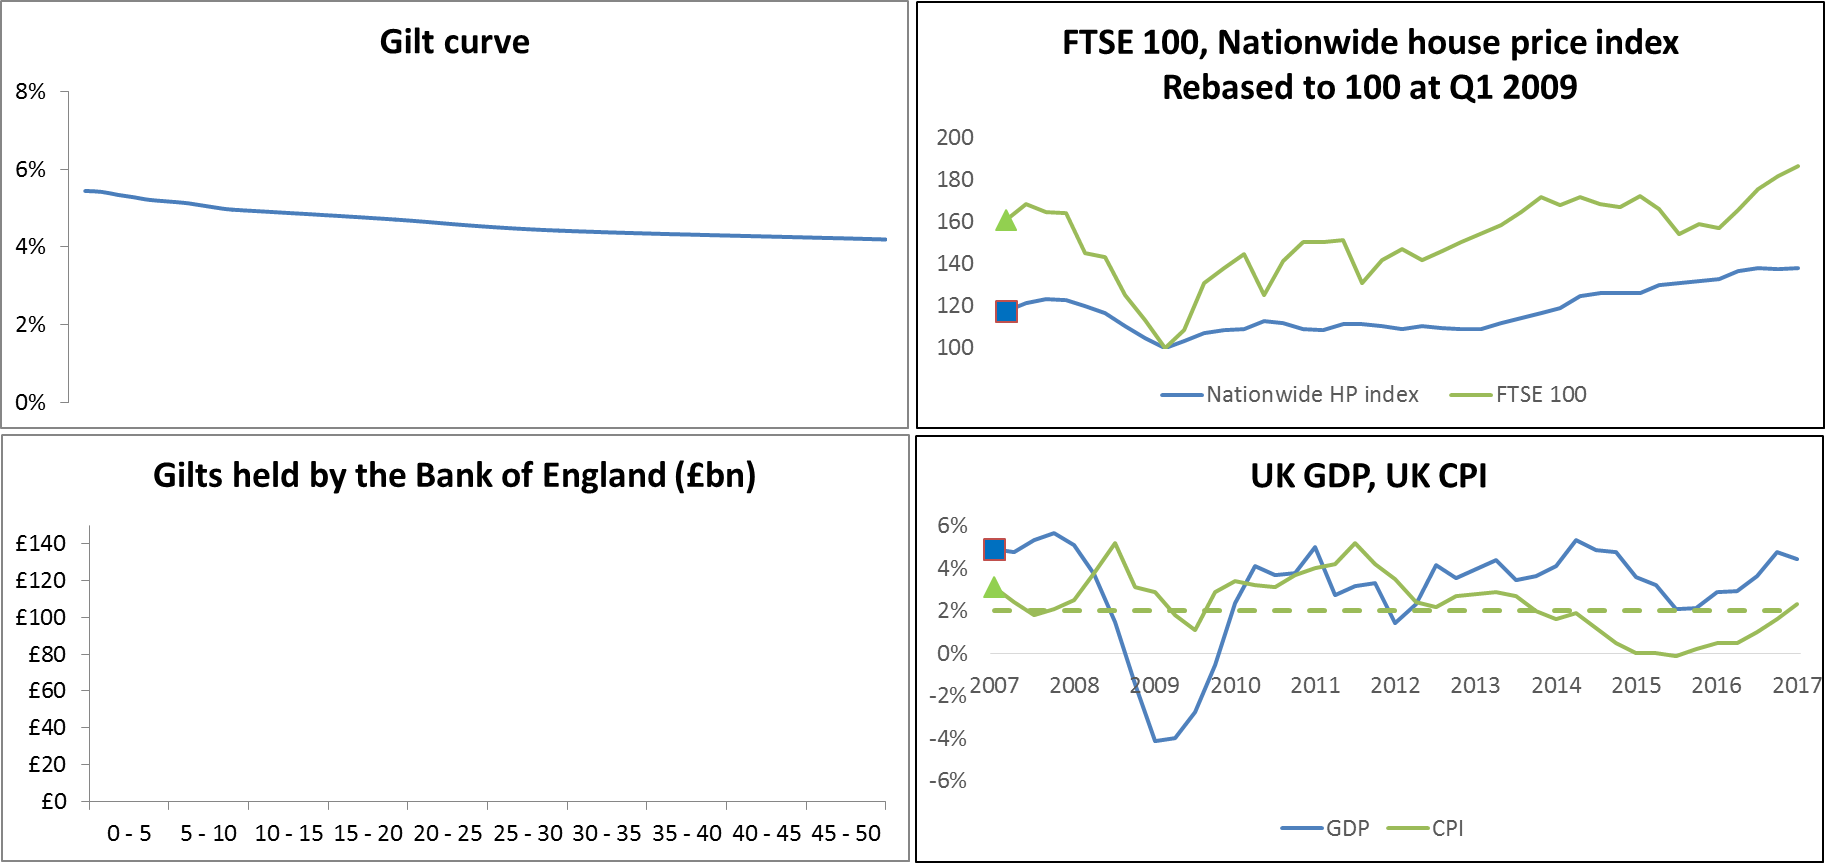 Gilt curve
8%
6%
4%
2%
0%
FTSE 100, Nationwide house price index
Rebased to 100 at Q1 2009
200
180
160
140
120
100
Nationwide HP index FTSE 100
Gilts held by the Bank of England (£bn)
£140
£120
£100
£80
£60
£40
£20
£0
0 - 5 5 - 10 10 - 15 15 - 20 20 - 25 25 - 30 30 - 35 35 - 40 40 - 45 45 - 50
UK GDP, UK CPI
6%
4%
2%
0%
2007 2008 2009 2010 2011 2012 2013 2014 2015 2016 2017
-2%
-4%
-6%
GDP CPI